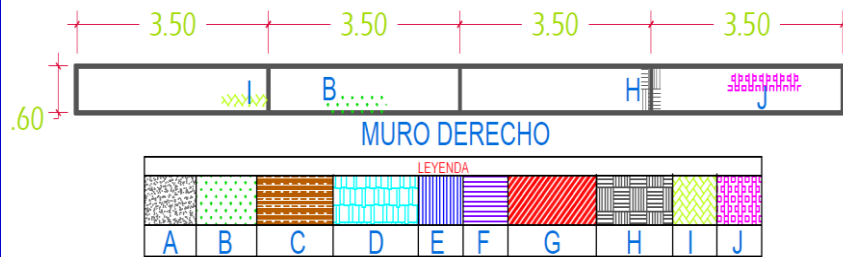 3.50 3.50 3.50 3.50
I B H J
.60
MURO DERECHO
LEYENDA
A B C D E F G H I J